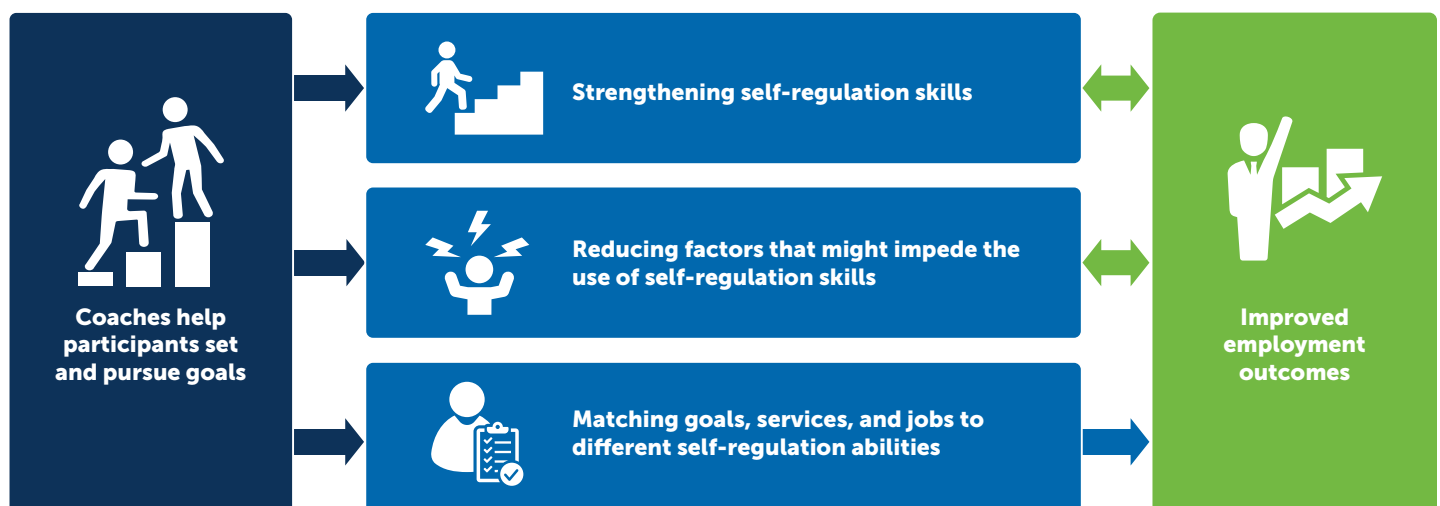 Coaches help
participants set
and pursue goals
Strengthening self-regulation skills
Reducing factors that might impede the
use of self-regulation skills
Matching goals, services, and jobs to
different self-regulation abilities
Improved
employment
outcomes